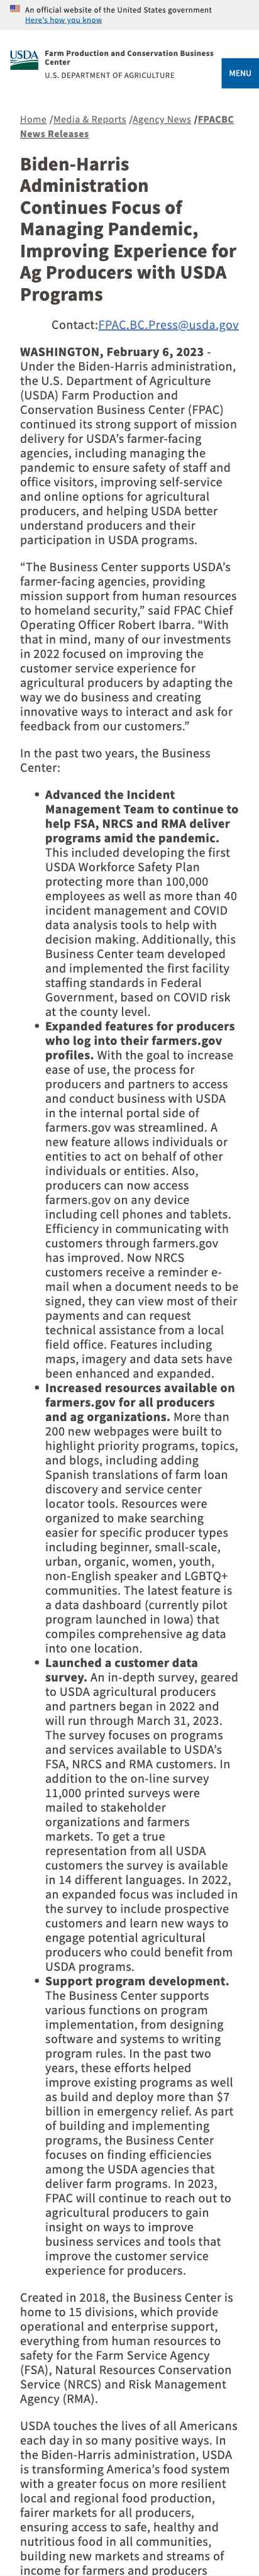 An official website of the United States government
Here's how you know
USDA
Farm Production and Conservation Business
Center
U.S. DEPARTMENT OF AGRICULTURE
MENU
Home /Media & Reports /Agency News /FPACBC
News Releases
Biden-Harris
Administration
Continues Focus of
Managing Pandemic,
Improving Experience for
Ag Producers with USDA
Programs
Contact:FPAC.BC.Press@usda.gov
WASHINGTON, February 6, 2023 -
Under the Biden-Harris administration,
the U.S. Department of Agriculture
(USDA) Farm Production and
Conservation Business Center (FPAC)
continued its strong support of mission
delivery for USDA's farmer-facing
agencies, including managing the
pandemic to ensure safety of staff and
office visitors, improving self-service
and online options for agricultural
producers, and helping USDA better
understand producers and their
participation in USDA programs.
“The Business Center supports USDA's
farmer-facing agencies, providing
mission support from human resources
to homeland security,” said FPAC Chief
Operating Officer Robert Ibarra. “With
that in mind, many of our investments
in 2022 focused on improving the
customer service experience for
agricultural producers by adapting the
way we do business and creating
innovative ways to interact and ask for
feedback from our customers.”
In the past two years, the Business
Center:
• Advanced the Incident
Management Team to continue to
help FSA, NRCS and RMA deliver
programs amid the pandemic.
This included developing the first
USDA Workforce Safety Plan
protecting more than 100,000
employees as well as more than 40
incident management and COVID
data analysis tools to help with
decision making. Additionally, this
Business Center team developed
and implemented the first facility
staffing standards in Federal
Government, based on COVID risk
at the county level.
• Expanded features for producers
who log into their farmers.gov
profiles. With the goal to increase
ease of use, the process for
producers and partners to access
and conduct business with USDA
in the internal portal side of
farmers.gov was streamlined. A
new feature allows individuals or
entities to act on behalf of other
individuals or entities. Also,
producers can now access
farmers.gov on any device
including cell phones and tablets.
Efficiency in communicating with
customers through farmers.gov
has improved. Now NRCS
customers receive a reminder e-
mail when a document needs to be
signed, they can view most of their
payments and can request
technical assistance from a local
field office. Features including
maps, imagery and data sets have
been enhanced and expanded.
• Increased resources available on
farmers.gov for all producers
and ag organizations. More than
200 new webpages were built to
highlight priority programs, topics,
and blogs, including adding
Spanish translations of farm loan
discovery and service center
locator tools. Resources were
organized to make searching
easier for specific producer types
including beginner, small-scale,
urban, organic, women, youth,
non-English speaker and LGBTQ+
communities. The latest feature is
a data dashboard (currently pilot
program launched in Iowa) that
compiles comprehensive ag data
into one location.
• Launched a customer data
survey. An in-depth survey, geared
to USDA agricultural producers
and partners began in 2022 and
will run through March 31, 2023.
The survey focuses on programs
and services available to USDA's
FSA, NRCS and RMA customers. In
addition to the on-line survey
11,000 printed surveys were
mailed to stakeholder
organizations and farmers
markets. To get a true
representation from all USDA
customers the survey is available
in 14 different languages. In 2022,
an expanded focus was included in
the survey to include prospective
customers and learn new ways to
engage potential agricultural
producers who could benefit from
USDA programs.
• Support program development.
The Business Center supports
various functions on program
implementation, from designing
software and systems to writing
program rules. In the past two
years, these efforts helped
improve existing programs as well
as build and deploy more than $7
billion in emergency relief. As part
of building and implementing
programs, the Business Center
focuses on finding efficiencies
among the USDA agencies that
deliver farm programs. In 2023,
FPAC will continue to reach out to
agricultural producers to gain
insight on ways to improve
business services and tools that
improve the customer service
experience for producers.
Created in 2018, the Business Center is
home to 15 divisions, which provide
operational and enterprise support,
everything from human resources to
safety for the Farm Service Agency
(FSA), Natural Resources Conservation
Service (NRCS) and Risk Management
Agency (RMA).
USDA touches the lives of all Americans
each day in so many positive ways. In
the Biden-Harris administration, USDA
is transforming America's food system
with a greater focus on more resilient
local and regional food production,
fairer markets for all producers,
ensuring access to safe, healthy and
nutritious food in all communities,
building new markets and streams of
income for farmers and producers